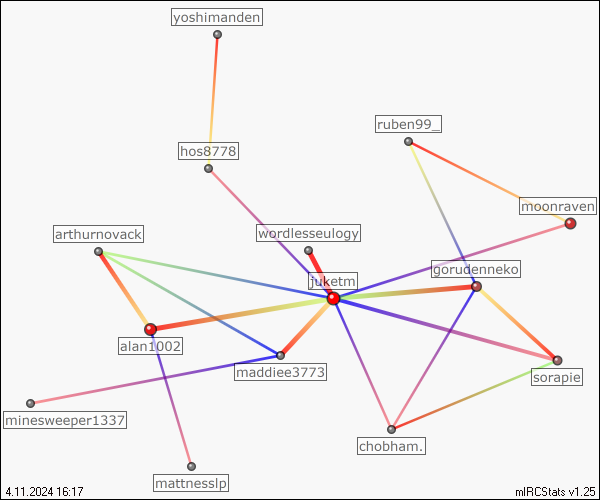 yoshimanden
ruben99_
hos8778
moonraven
arthurnovack
wordlesseulogy
gorudenneko
juketm
alan1002
maddiee3773
sorapie
minesweeper1337
chobham.
mattnesslp
4.11.2024 16:17
mIRCStats v1.25